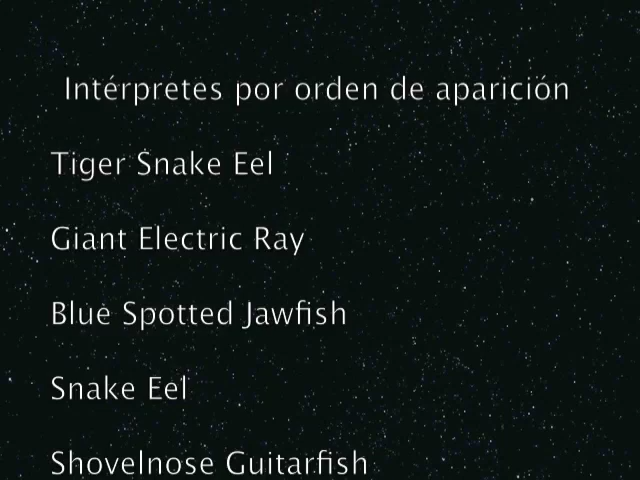 Intérpretes por orden de aparición
Tiger Snake Eel
Giant Electric Ray
Blue Spotted Jawfish
Snake Eel
Shovelnose Guitarfish